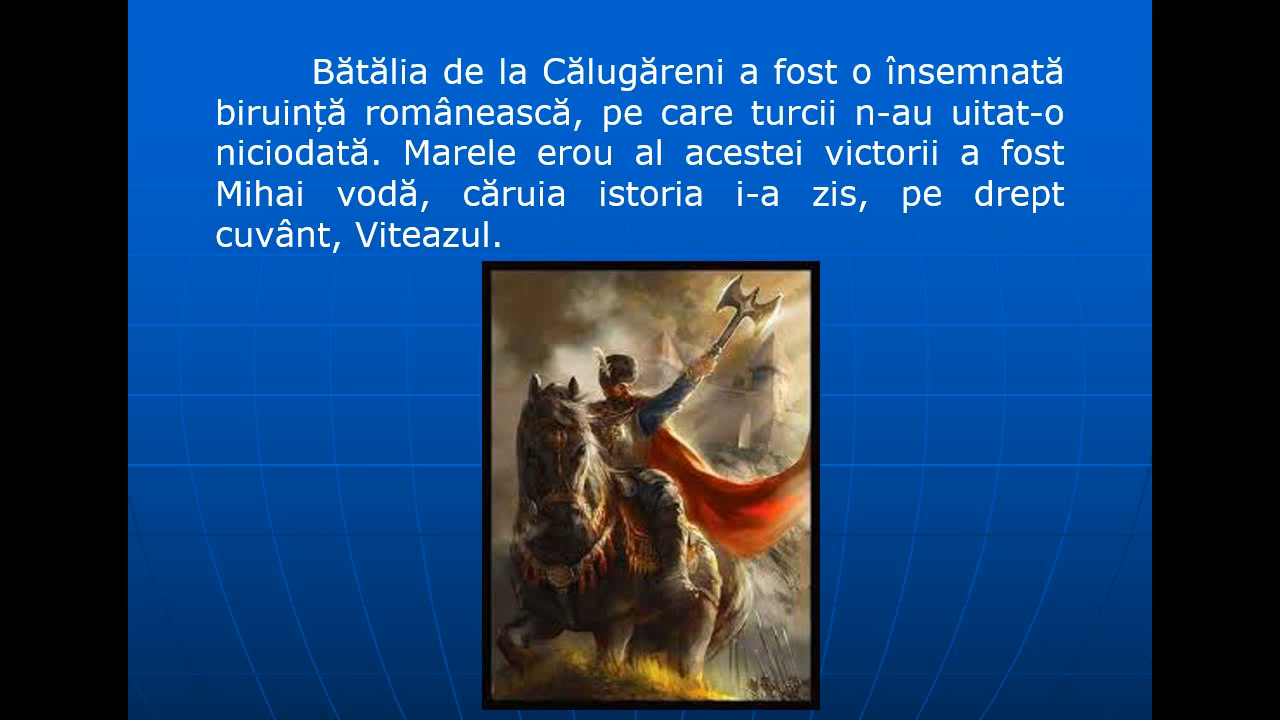 Bătălia de la Călugăreni a fost o însemnată
biruință românească, pe care turcii n-au uitat-o
niciodată. Marele erou al acestei victorii a fost
Mihai vodă, căruia istoria i-a zis, pe drept
cuvânt, Viteazul.